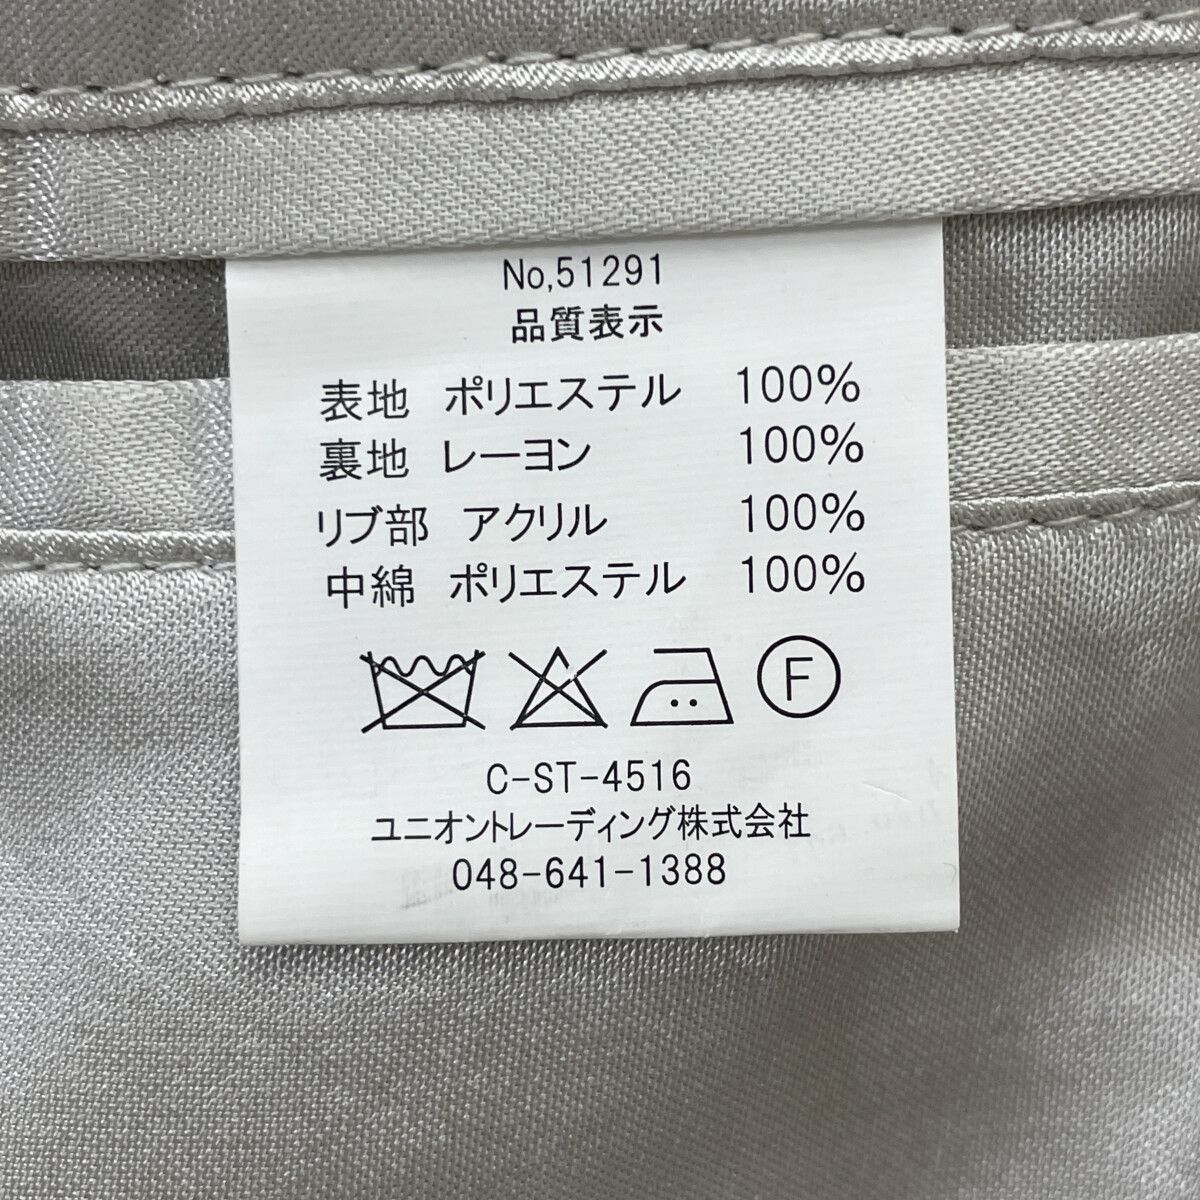 No,51291
品質表示
表地 ポリエステル 100%
裏地 レーヨン 100%
リブ部 アクリル 100%
中綿 ポリエステル 100%
F
C-ST-4516
ユニオントレーディング株式会社
048-641-1388